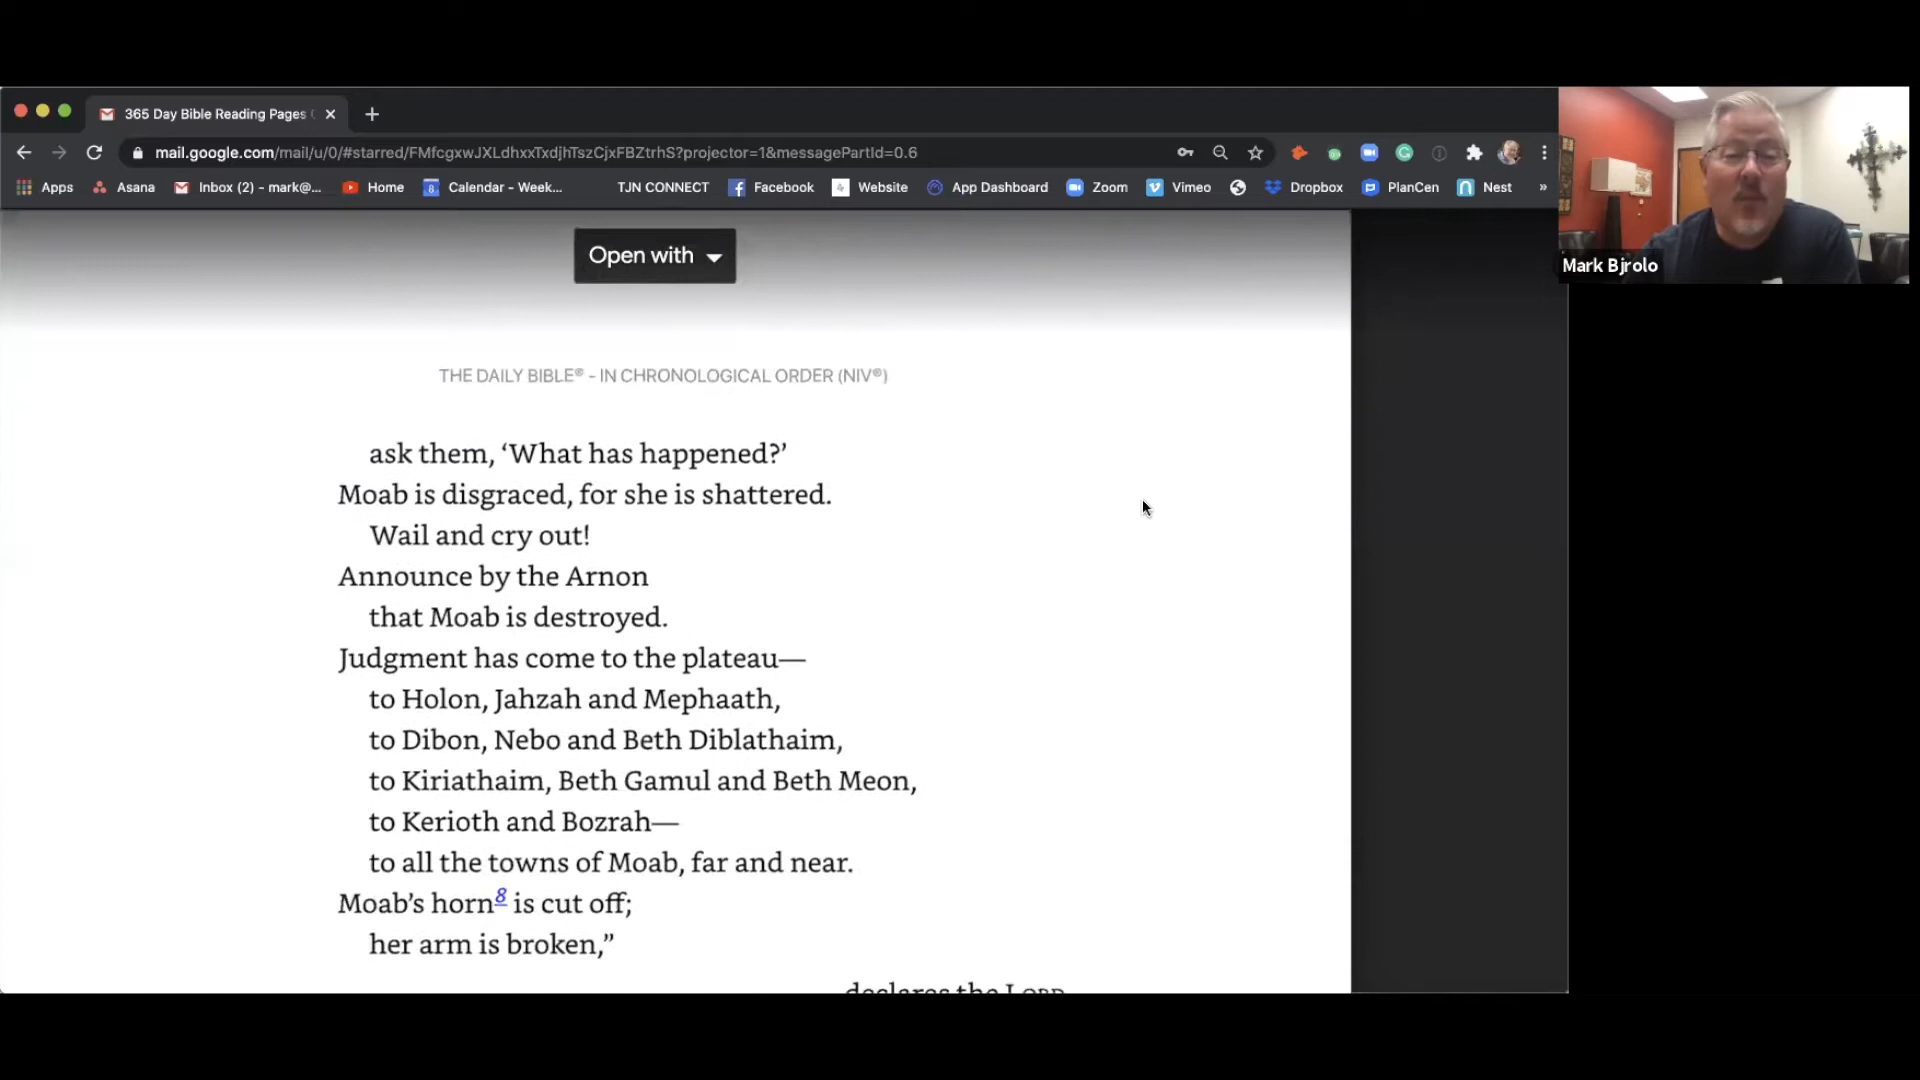 365 Day Bible Reading Pages
mail.google.com/mail/u/0/#starred/FMfcgxwJXLdhxxTxdjhTszCjxFBZtrhS?projector=1&messagePartId=0.6
Apps Asana Inbox (2) - mark@... Home Calendar - Week... TJN CONNECT Facebook Website App Dashboard Zoom Vimeo Dropbox PlanCen Nest »
Mark Bjrolo
Open with
THE DAILY BIBLE® - IN CHRONOLOGICAL ORDER (NIV®)
ask them, ‘What has happened?’
Moab is disgraced, for she is shattered.
Wail and cry out!
Announce by the Arnon
that Moab is destroyed.
Judgment has come to the plateau—
to Holon, Jahzah and Mephaath,
to Dibon, Nebo and Beth Diblathaim,
to Kiriathaim, Beth Gamul and Beth Meon,
to Kerioth and Bozrah—
to all the towns of Moab, far and near.
Moab’s horn8 is cut off;
her arm is broken,”
declares the LORD